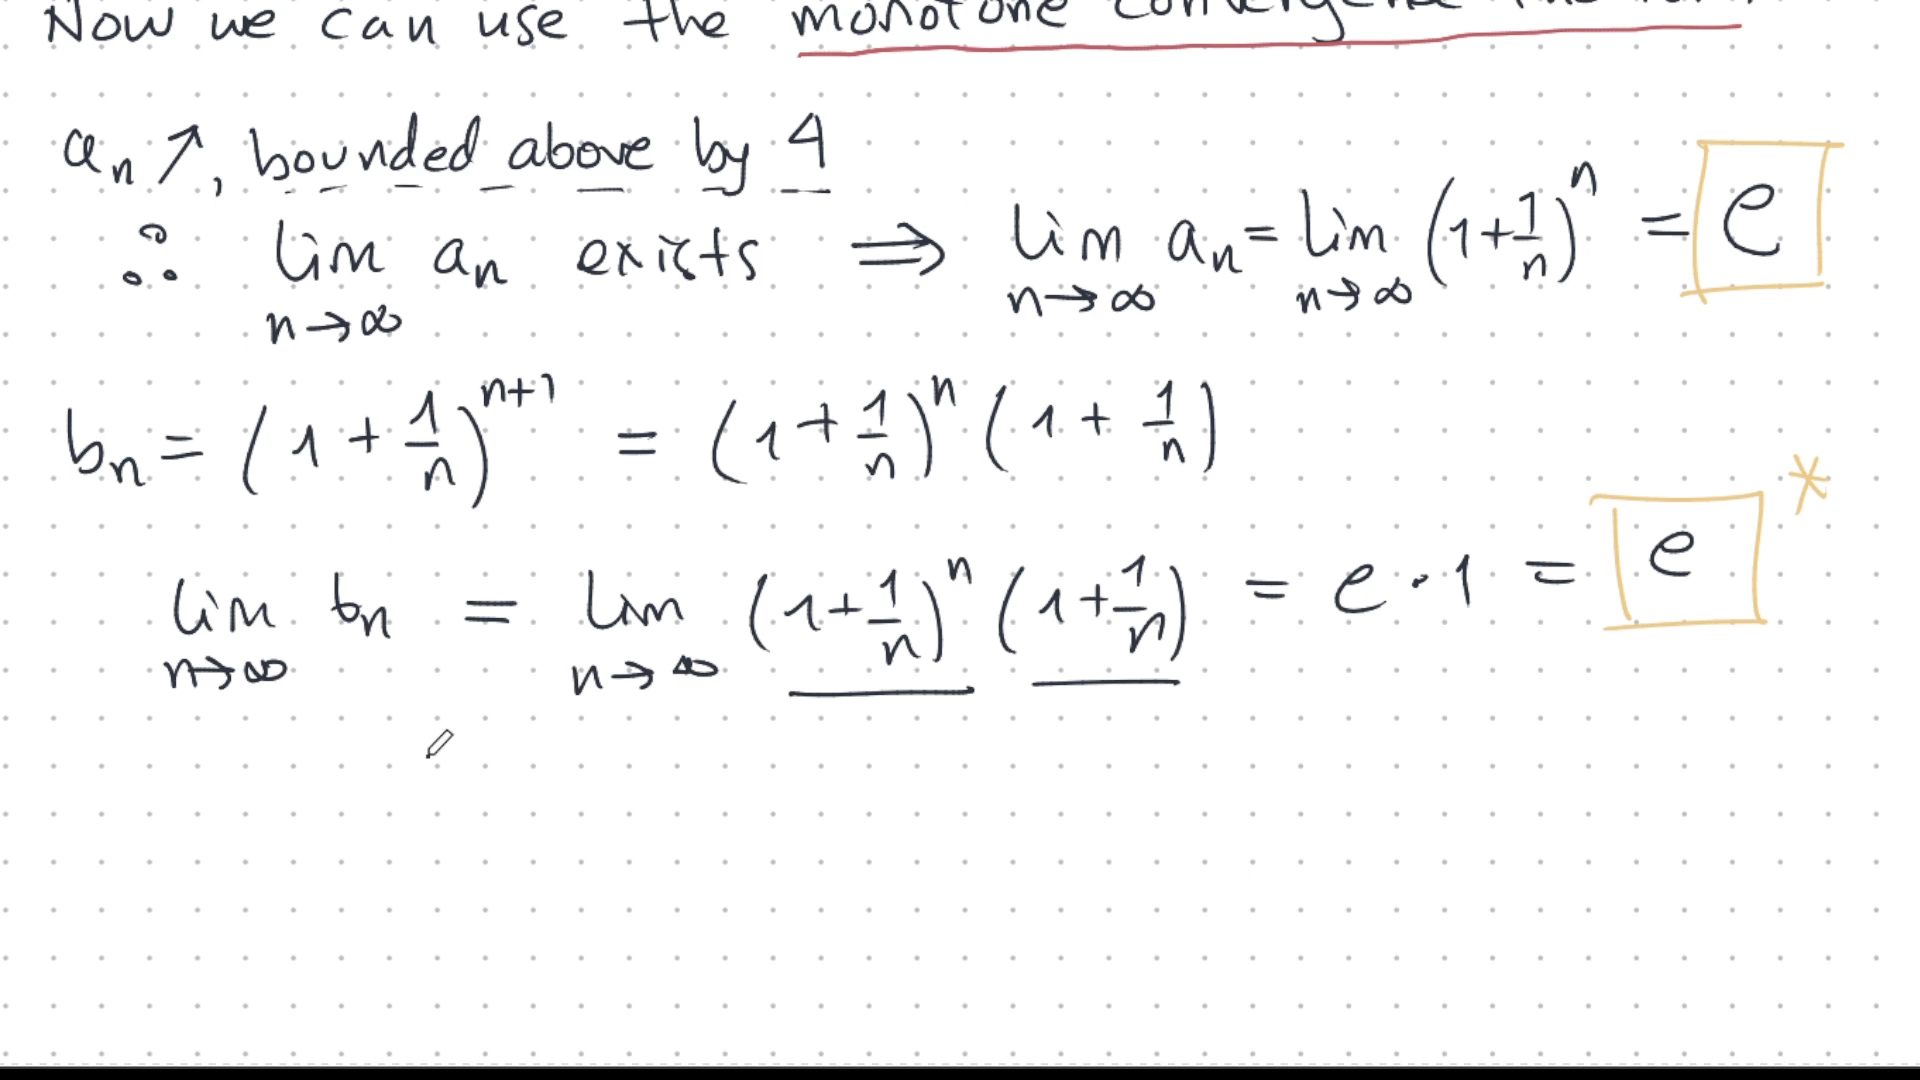 Now we can use the monotone convergence
aₙ ↗, bounded above by 4
∴ lim n→∞ aₙ exists ⟹ lim n→∞ aₙ = lim n→∞ (1+1/n)ⁿ = e
bₙ = (1 + 1/n)ⁿ⁺¹ = (1 + 1/n)ⁿ (1 + 1/n)
lim n→∞ bₙ = lim n→∞ (1+1/n)ⁿ (1+1/n) = e · 1 = e *